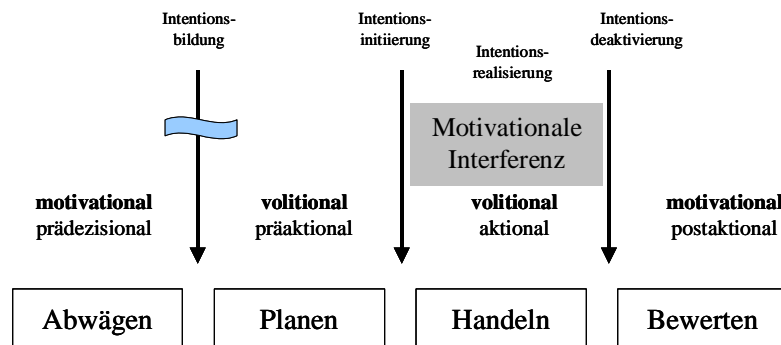 Intentions-
bildung
Intentions-
initiierung
Intentions-
realisierung
Intentions-
deaktivierung
Motivationale
Interferenz
motivational
prädezisional
volitional
präaktional
volitional
aktional
motivational
postaktional
Abwägen
Planen
Handeln
Bewerten